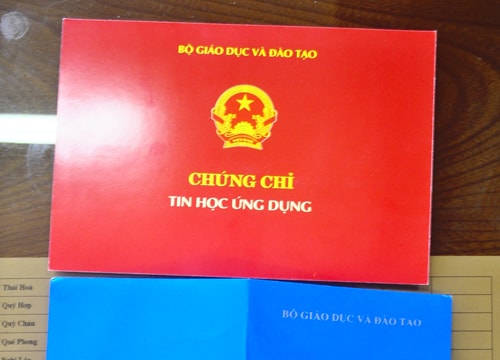 BỘ GIÁO DỤC VÀ ĐÀO TẠO
CHỨNG CHỈ
TIN HỌC ỨNG DỤNG
BỘ GIÁO DỤC VÀ ĐÀO TẠO
Thái Hoà
Quỳ Hợp
Quỳ Châu
Quế Phong